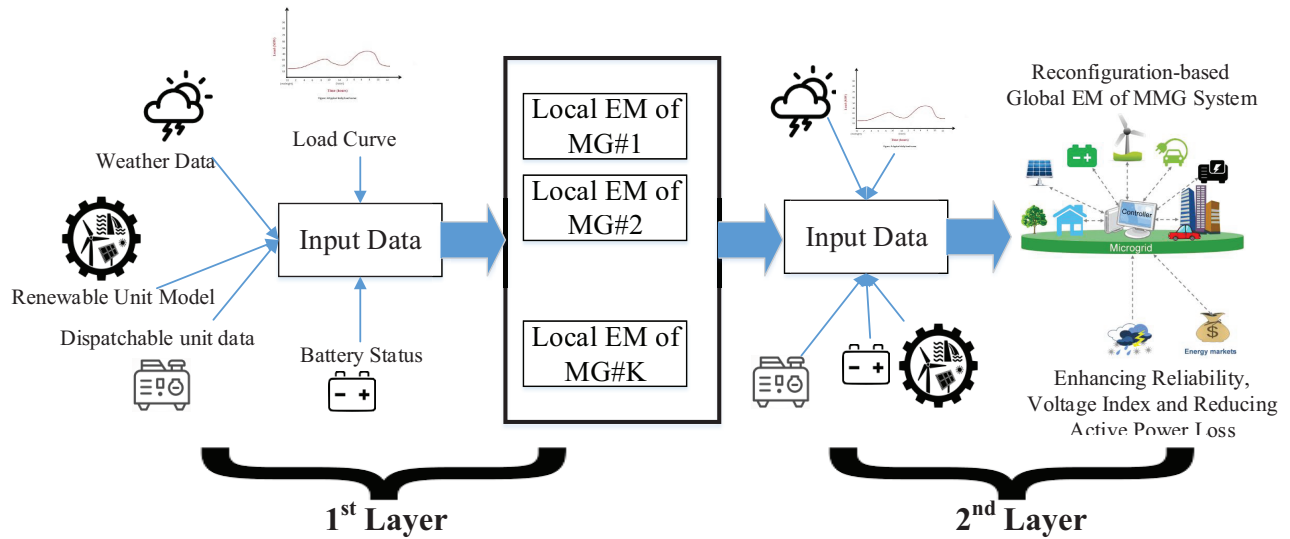 Weather Data
Load Curve
Renewable Unit Model
Dispatchable unit data
Battery Status
Input Data
Local EM of
MG#1
Local EM of
MG#2
Local EM of
MG#K
1st Layer
Input Data
Reconfiguration-based
Global EM of MMG System
Controller
Microgrid
Energy markets
Enhancing Reliability,
Voltage Index and Reducing
Active Power Loss
2nd Layer